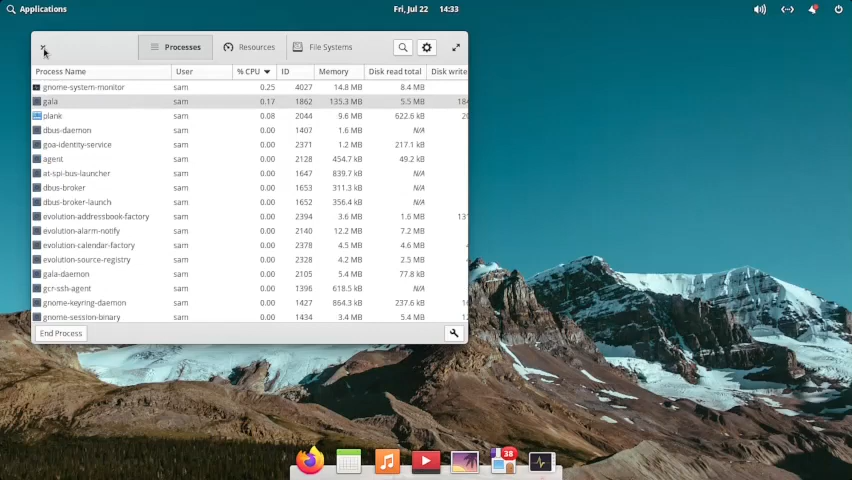 Applications Fri, Jul 22 14:33
Processes Resources File Systems
Process Name User % CPU ID Memory Disk read total Disk write
gnome-system-monitor sam 0.25 4027 14.8 MB 8.4 MB
gala sam 0.17 1862 135.3 MB 5.5 MB 184
plank sam 0.08 2044 9.6 MB 622.6 kB 20
dbus-daemon sam 0.00 1407 1.6 MB N/A
goa-identity-service sam 0.00 2371 1.2 MB 217.1 kB
agent sam 0.00 2128 454.7 kB 49.2 kB
at-spi-bus-launcher sam 0.00 1647 839.7 kB N/A
dbus-broker sam 0.00 1653 311.3 kB N/A
dbus-broker-launch sam 0.00 1652 356.4 kB N/A
evolution-addressbook-factory sam 0.00 2394 3.6 MB 1.6 MB 131
evolution-alarm-notify sam 0.00 2140 12.2 MB 7.2 MB
evolution-calendar-factory sam 0.00 2378 4.5 MB 4.6 MB
evolution-source-registry sam 0.00 2328 4.2 MB 2.5 MB
gala-daemon sam 0.00 2105 5.4 MB 77.8 kB
gcr-ssh-agent sam 0.00 1396 618.5 kB N/A
gnome-keyring-daemon sam 0.00 1427 864.3 kB 237.6 kB 16
gnome-session-binary sam 0.00 1434 3.4 MB 5.4 MB
End Process
38